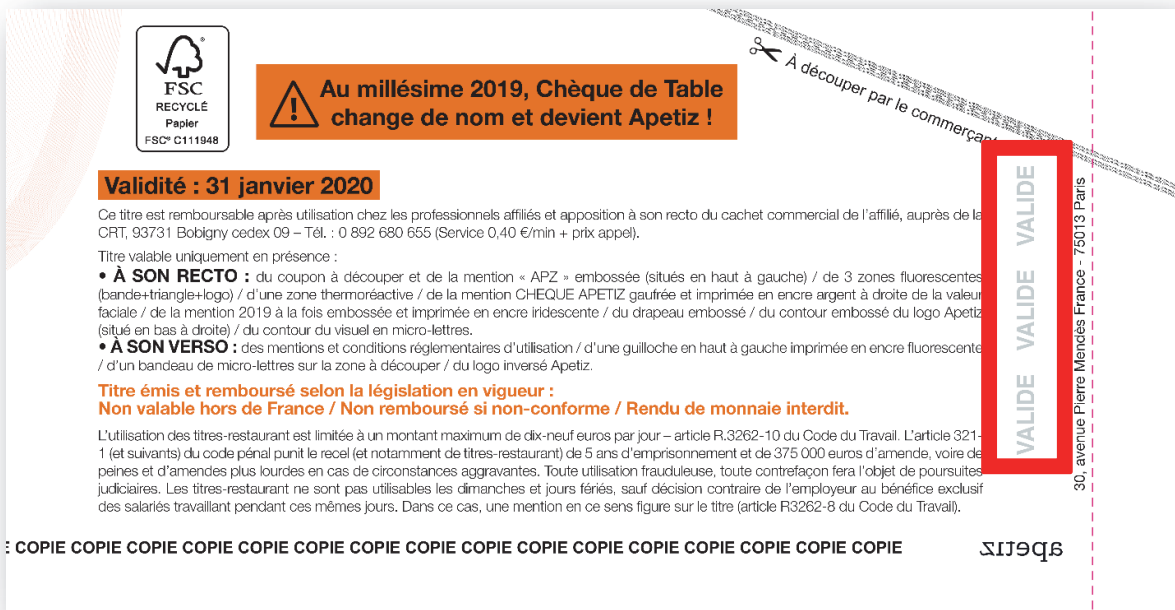 FSC®
RECYCLÉ
Papier
FSC® C111948
Au millésime 2019, Chèque de Table
change de nom et devient Apetiz !
À découper par le commerçant
Validité : 31 janvier 2020
Ce titre est remboursable après utilisation chez les professionnels affiliés et apposition à son recto du cachet commercial de l'affilié, auprès de la
CRT, 93731 Bobigny cedex 09 – Tél. : 0 892 680 655 (Service 0,40 €/min + prix appel).
Titre valable uniquement en présence :
• À SON RECTO : du coupon à découper et de la mention « APZ » embossée (situés en haut à gauche) / de 3 zones fluorescentes
(bande+triangle+logo) / d'une zone thermoréactive / de la mention CHEQUE APETIZ gaufrée et imprimée en encre argent à droite de la valeur
faciale / de la mention 2019 à la fois embossée et imprimée en encre iridescente / du drapeau embossé / du contour embossé du logo Apetiz
(situé en bas à droite) / du contour du visuel en micro-lettres.
• À SON VERSO : des mentions et conditions réglementaires d'utilisation / d'une guilloche en haut à gauche imprimée en encre fluorescente
/ d'un bandeau de micro-lettres sur la zone à découper / du logo inversé Apetiz.
Titre émis et remboursé selon la législation en vigueur :
Non valable hors de France / Non remboursé si non-conforme / Rendu de monnaie interdit.
L'utilisation des titres-restaurant est limitée à un montant maximum de dix-neuf euros par jour – article R.3262-10 du Code du Travail. L'article 321-
1 (et suivants) du code pénal punit le recel (et notamment de titres-restaurant) de 5 ans d'emprisonnement et de 375 000 euros d'amende, voire de
peines et d'amendes plus lourdes en cas de circonstances aggravantes. Toute utilisation frauduleuse, toute contrefaçon fera l'objet de poursuites
judiciaires. Les titres-restaurant ne sont pas utilisables les dimanches et jours fériés, sauf décision contraire de l'employeur au bénéfice exclusif
des salariés travaillant pendant ces mêmes jours. Dans ce cas, une mention en ce sens figure sur le titre (article R3262-8 du Code du Travail).
VALIDE VALIDE VALIDE
30, avenue Pierre Mendès France - 75013 Paris
COPIE COPIE COPIE COPIE COPIE COPIE COPIE COPIE COPIE COPIE COPIE COPIE COPIE COPIE COPIE COPIE
apetiz